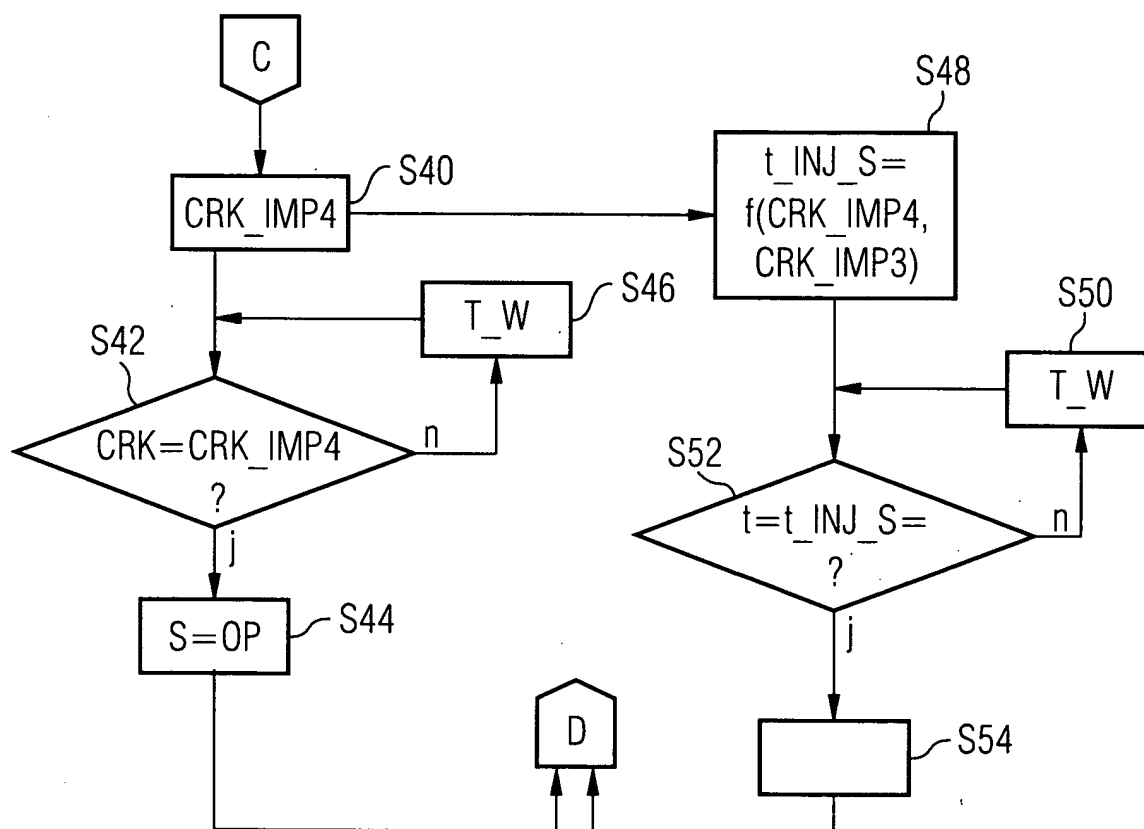 C
S48
t_INJ_S=
f(CRK_IMP4,
CRK_IMP3)
S40
CRK_IMP4
S46
T_W
S50
T_W
S42
CRK=CRK_IMP4
?
n
j
S52
t=t_INJ_S=
?
n
j
S=OP
S44
D
S54